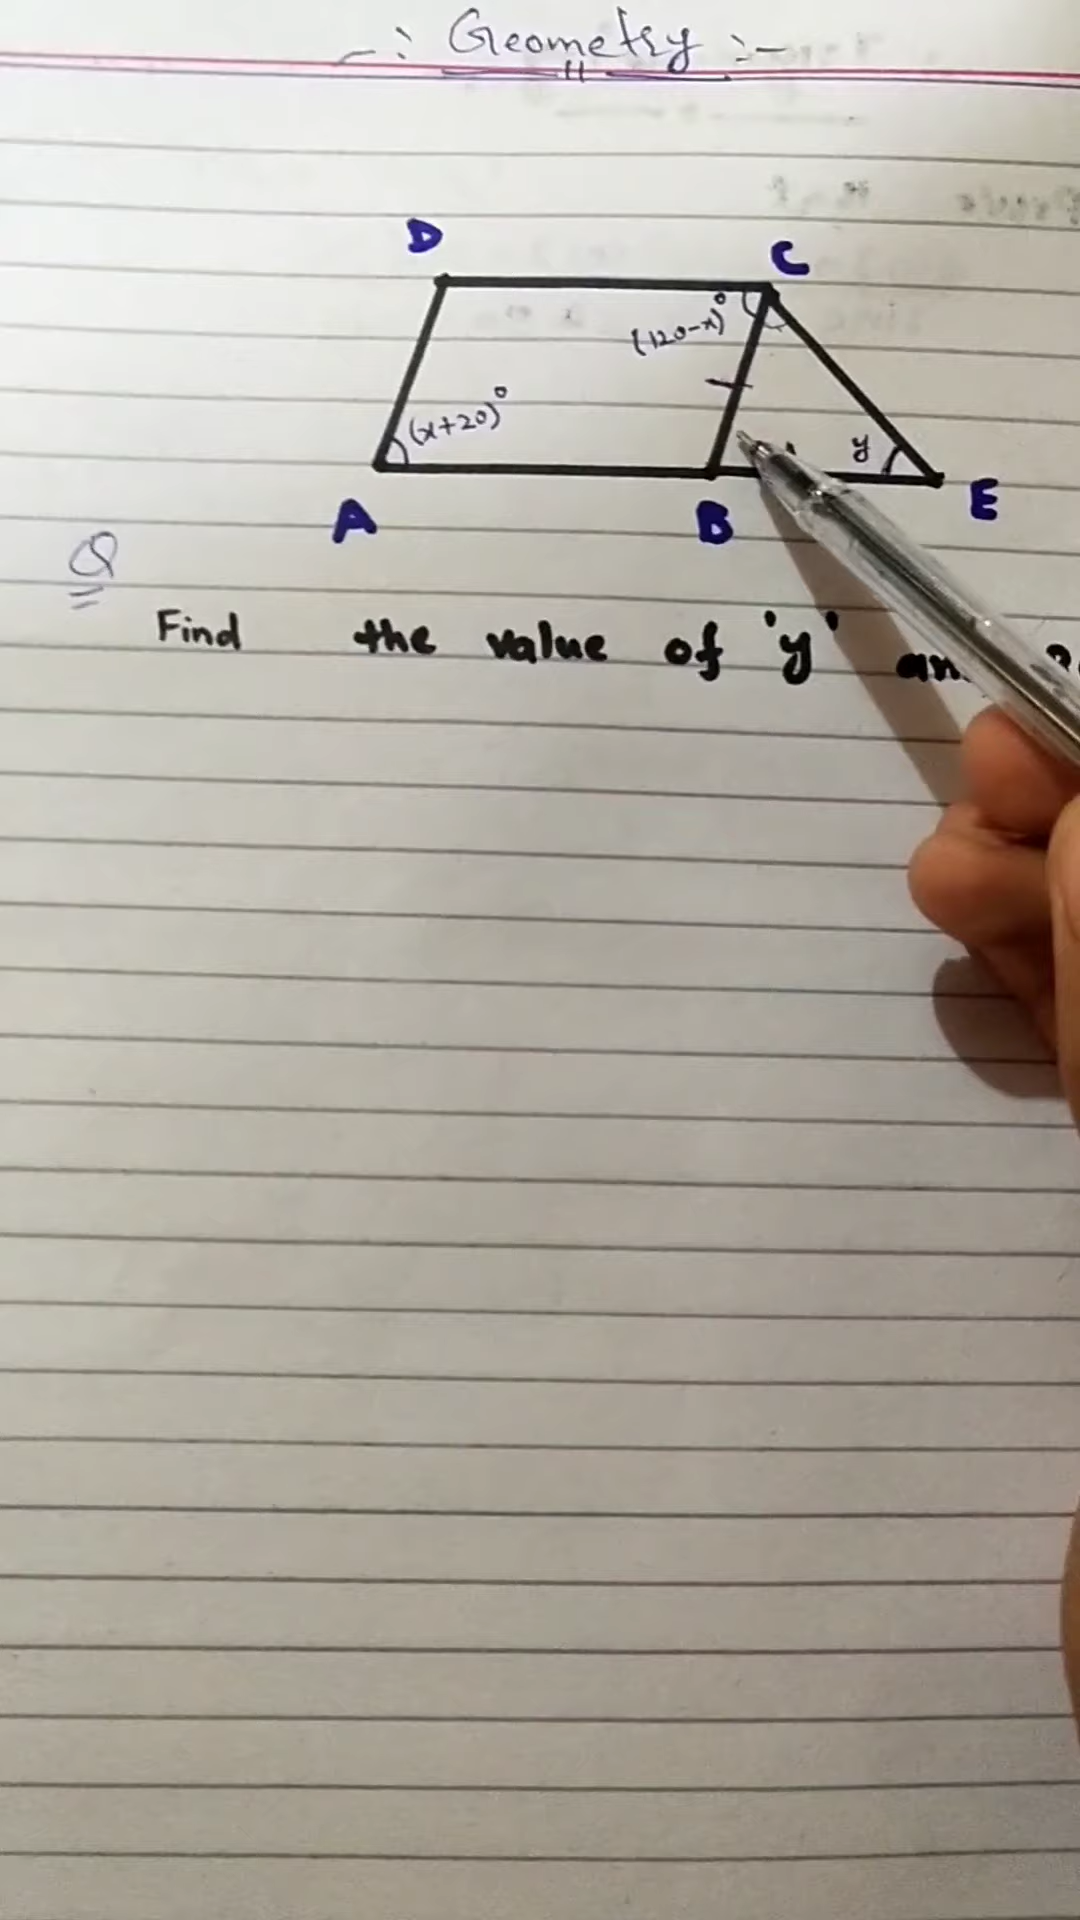 -: Geometry :-
D
C
(120-x)°
(x+20)°
y
A
B
E
Q
Find the value of 'y'